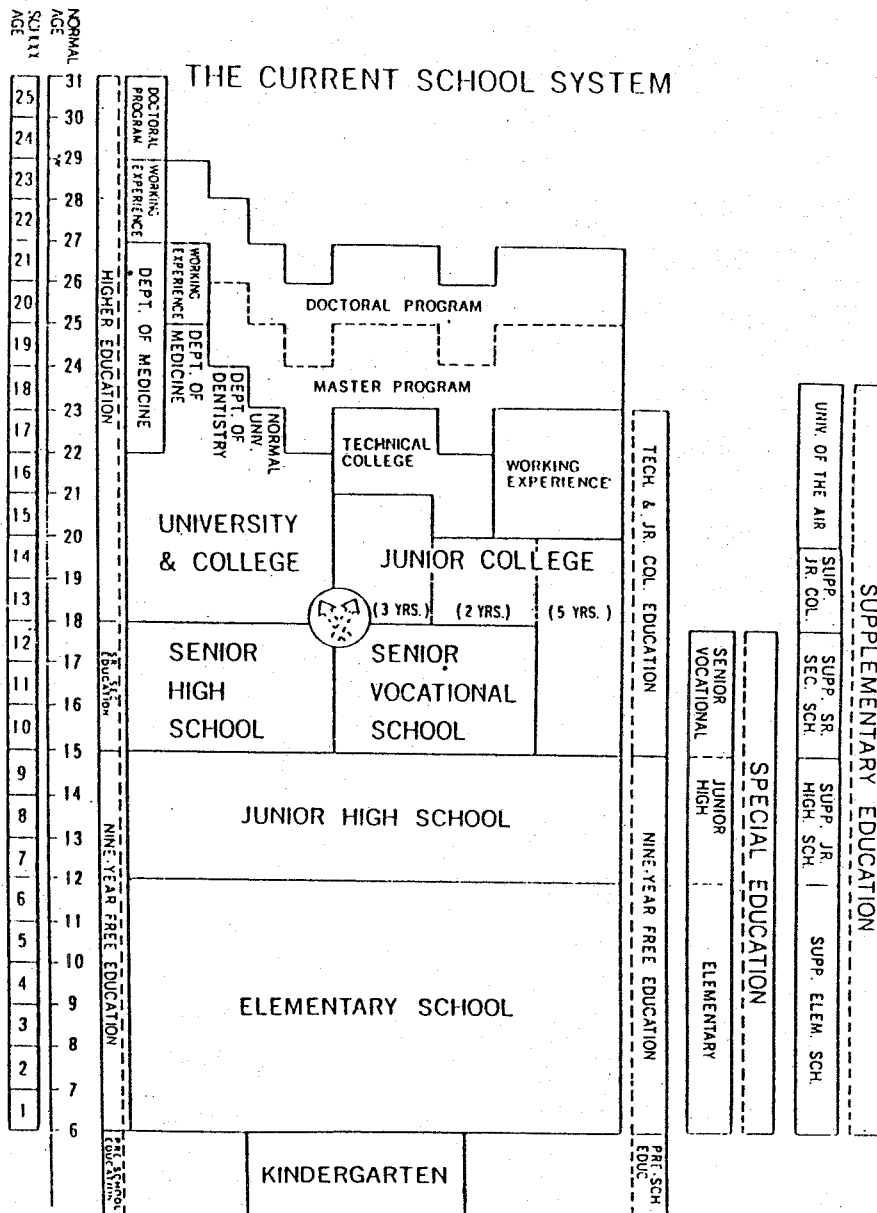 THE CURRENT SCHOOL SYSTEM
NORMAL
AGE
AGE
31
30
29
28
27
26
25
24
23
22
21
20
19
18
17
16
15
14
13
12
11
10
9
8
7
6
25
24
23
22
21
20
19
18
17
16
15
14
13
12
11
10
9
8
7
6
5
4
3
2
1
HIGHER EDUCATION
EDUCATION
NINE-YEAR FREE EDUCATION
PRE SCHOOL
EDUCATION
DOCTORAL
PROGRAM
WORKING
EXPERIENCE
DEPT. OF MEDICINE
WORKING
EXPERIENCE
DEPT. OF
MEDICINE
DEPT. OF
DENTISTRY
NORMAL
UNIV.
DOCTORAL PROGRAM
MASTER PROGRAM
TECHNICAL
COLLEGE
WORKING
EXPERIENCE
UNIVERSITY
& COLLEGE
JUNIOR COLLEGE
(3 YRS.)
(2 YRS.)
(5 YRS.)
SENIOR
HIGH
SCHOOL
SENIOR
VOCATIONAL
SCHOOL
JUNIOR HIGH SCHOOL
ELEMENTARY SCHOOL
KINDERGARTEN
TECH. & JR. COL. EDUCATION
NINE-YEAR FREE EDUCATION
PRE-SCH
EDUC
SENIOR
VOCATIONAL
JUNIOR
HIGH
ELEMENTARY
SPECIAL EDUCATION
UNIV. OF THE AIR
SUPP.
JR. COL.
SUPP. SR.
SEC. SCH.
SUPP. JR.
HIGH. SCH.
SUPP. ELEM. SCH.
SUPPLEMENTARY EDUCATION